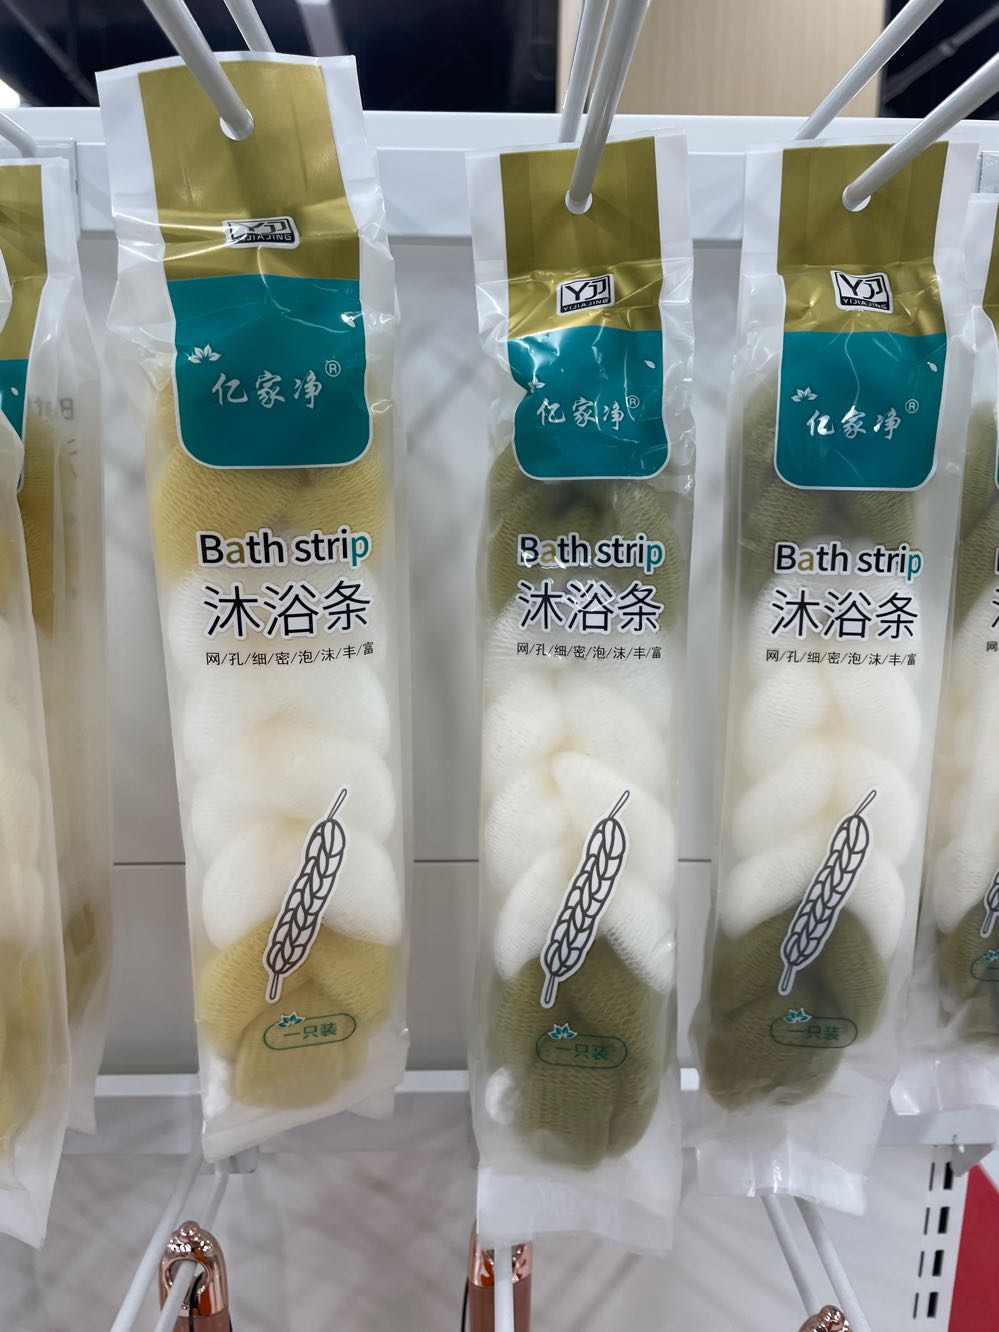 YJJ
YIJIAJING
亿家净®
Bath strip
沐浴条
网/孔/细/密/泡/沫/丰/富
一只装
YJJ
YIJIAJING
亿家净®
Bath strip
沐浴条
网/孔/细/密/泡/沫/丰/富
一只装
YJJ
YIJIAJING
亿家净®
Bath strip
沐浴条
网/孔/细/密/泡/沫/丰/富
一只装